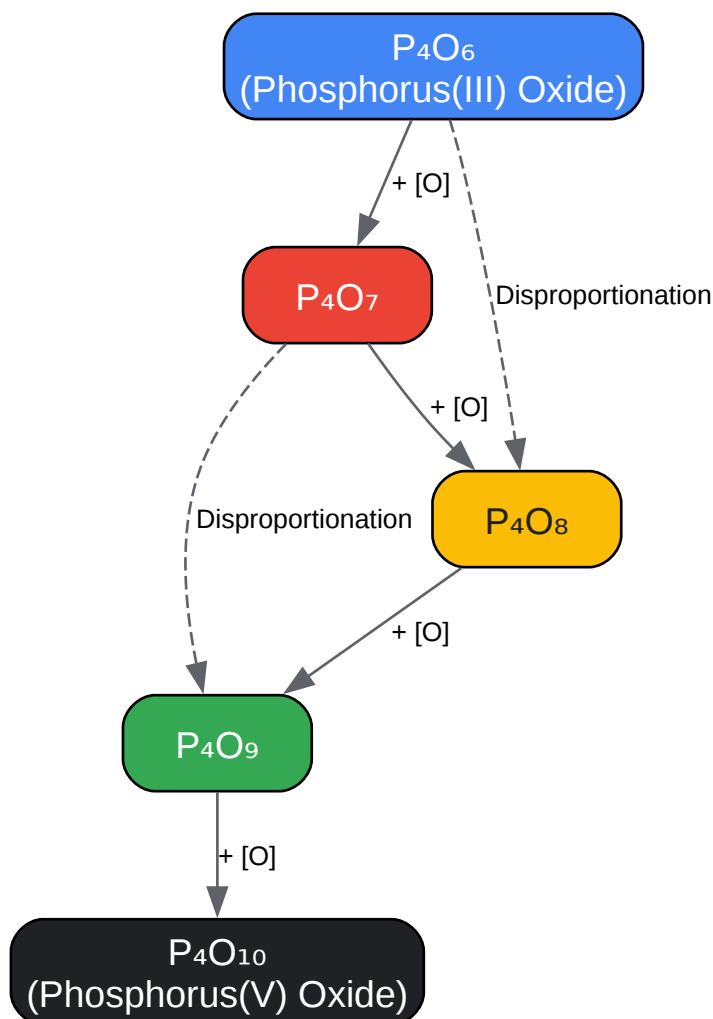 P₄O₆
(Phosphorus(III) Oxide)
+ [O]
P₄O₇
Disproportionation
+ [O]
P₄O₈
Disproportionation
+ [O]
P₄O₉
+ [O]
P₄O₁₀
(Phosphorus(V) Oxide)